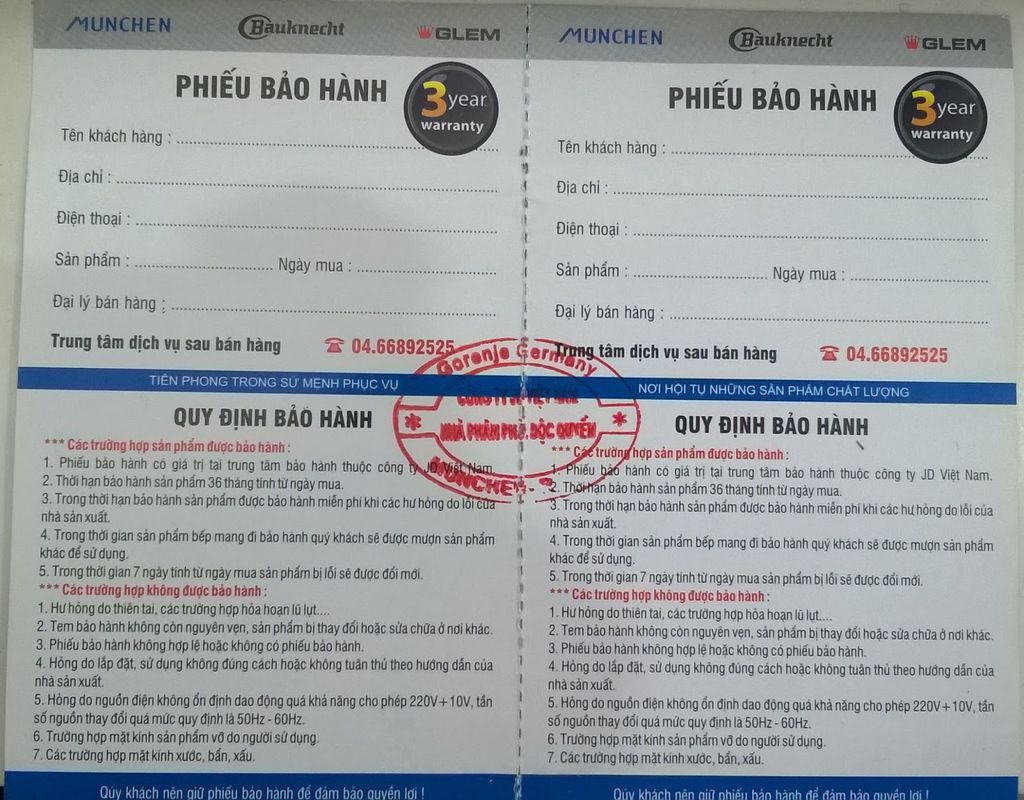 MUNCHEN Bauknecht GLEM
PHIẾU BẢO HÀNH
3 year
warranty
Tên khách hàng :
Địa chỉ :
Điện thoại :
Sản phẩm : Ngày mua :
Đại lý bán hàng :
Trung tâm dịch vụ sau bán hàng ☎ 04.66892525
TIÊN PHONG TRONG SỨ MỆNH PHỤC VỤ
QUY ĐỊNH BẢO HÀNH
*** Các trường hợp sản phẩm được bảo hành :
1. Phiếu bảo hành có giá trị tại trung tâm bảo hành thuộc công ty JD Việt Nam.
2. Thời hạn bảo hành sản phẩm 36 tháng tính từ ngày mua.
3. Trong thời hạn bảo hành sản phẩm được bảo hành miễn phí khi các hư hỏng do lỗi của
nhà sản xuất.
4. Trong thời gian sản phẩm bếp mang đi bảo hành quý khách sẽ được mượn sản phẩm
khác để sử dụng.
5. Trong thời gian 7 ngày tính từ ngày mua sản phẩm bị lỗi sẽ được đổi mới.
*** Các trường hợp không được bảo hành :
1. Hư hỏng do thiên tai, các trường hợp hỏa hoạn lũ lụt....
2. Tem bảo hành không còn nguyên vẹn, sản phẩm bị thay đổi hoặc sửa chữa ở nơi khác.
3. Phiếu bảo hành không hợp lệ hoặc không có phiếu bảo hành.
4. Hỏng do lắp đặt, sử dụng không đúng cách hoặc không tuân thủ theo hướng dẫn của
nhà sản xuất.
5. Hỏng do nguồn điện không ổn định dao động quá khả năng cho phép 220V+10V, tần
số nguồn thay đổi quá mức quy định là 50Hz - 60Hz.
6. Trường hợp mặt kính sản phẩm vỡ do người sử dụng.
7. Các trường hợp mặt kính xước, bẩn, xấu.
Qúy khách nên giữ phiếu bảo hành để đảm bảo quyền lợi !
Gorenje Germany
CÔNG TY VIỆT NAM
NHÀ PHÂN PHỐI ĐỘC QUYỀN
MUNCHEN
MUNCHEN Bauknecht GLEM
PHIẾU BẢO HÀNH
3 year
warranty
Tên khách hàng :
Địa chỉ :
Điện thoại :
Sản phẩm : Ngày mua :
Đại lý bán hàng :
Trung tâm dịch vụ sau bán hàng ☎ 04.66892525
NƠI HỘI TỤ NHỮNG SẢN PHẨM CHẤT LƯỢNG
QUY ĐỊNH BẢO HÀNH
*** Các trường hợp sản phẩm được bảo hành :
1. Phiếu bảo hành có giá trị tại trung tâm bảo hành thuộc công ty JD Việt Nam.
2. Thời hạn bảo hành sản phẩm 36 tháng tính từ ngày mua.
3. Trong thời hạn bảo hành sản phẩm được bảo hành miễn phí khi các hư hỏng do lỗi của
nhà sản xuất.
4. Trong thời gian sản phẩm bếp mang đi bảo hành quý khách sẽ được mượn sản phẩm
khác để sử dụng.
5. Trong thời gian 7 ngày tính từ ngày mua sản phẩm bị lỗi sẽ được đổi mới.
*** Các trường hợp không được bảo hành :
1. Hư hỏng do thiên tai, các trường hợp hỏa hoạn lũ lụt....
2. Tem bảo hành không còn nguyên vẹn, sản phẩm bị thay đổi hoặc sửa chữa ở nơi khác.
3. Phiếu bảo hành không hợp lệ hoặc không có phiếu bảo hành.
4. Hỏng do lắp đặt, sử dụng không đúng cách hoặc không tuân thủ theo hướng dẫn của
nhà sản xuất.
5. Hỏng do nguồn điện không ổn định dao động quá khả năng cho phép 220V+10V, tần
số nguồn thay đổi quá mức quy định là 50Hz - 60Hz.
6. Trường hợp mặt kính sản phẩm vỡ do người sử dụng.
7. Các trường hợp mặt kính xước, bẩn, xấu.
Qúy khách nên giữ phiếu bảo hành để đảm bảo quyền lợi !